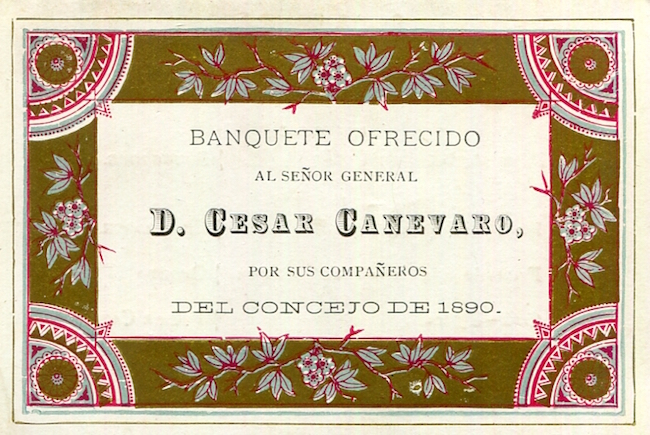 BANQUETE OFRECIDO
AL SEÑOR GENERAL
D. CESAR CANEVARO,
POR SUS COMPAÑEROS
DEL CONCEJO DE 1890.